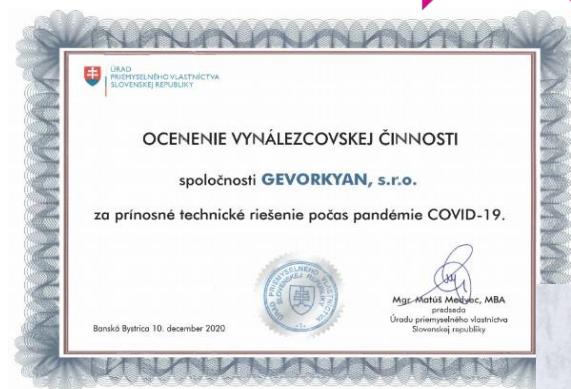 ÚRAD
PRIEMYSELNÉHO VLASTNÍCTVA
SLOVENSKEJ REPUBLIKY
OCENENIE VYNÁLEZCOVSKEJ ČINNOSTI
spoločnosti GEVORKYAN, s.r.o.
za prínosné technické riešenie počas pandémie COVID-19.
Mgr. Matúš Medvec, MBA
predseda
Úradu priemyselného vlastníctva
Slovenskej republiky
Banská Bystrica 10. december 2020